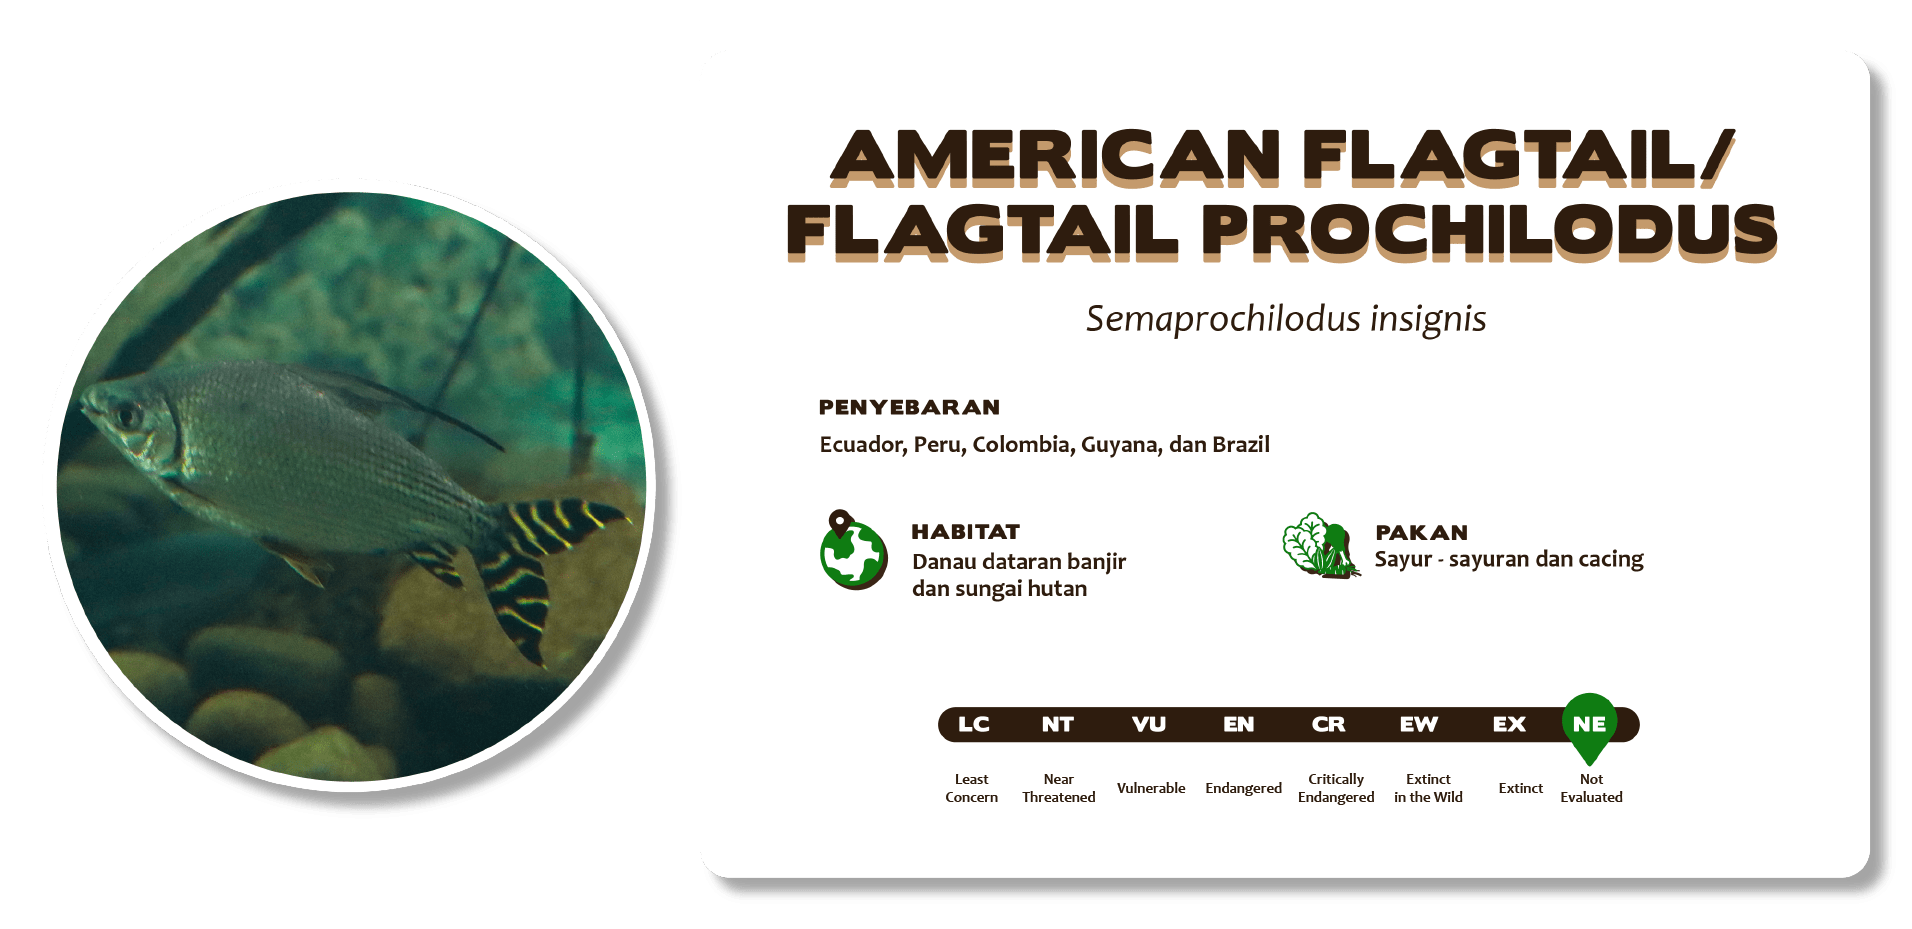 AMERICAN FLAGTAIL/
FLAGTAIL PROCHILODUS
Semaprochilodus insignis
PENYEBARAN
Ecuador, Peru, Colombia, Guyana, dan Brazil
HABITAT
Danau dataran banjir
dan sungai hutan
PAKAN
Sayur - sayuran dan cacing
LC NT VU EN CR EW EX NE
Least Concern
Near Threatened
Vulnerable
Endangered
Critically Endangered
Extinct in the Wild
Extinct
Not Evaluated